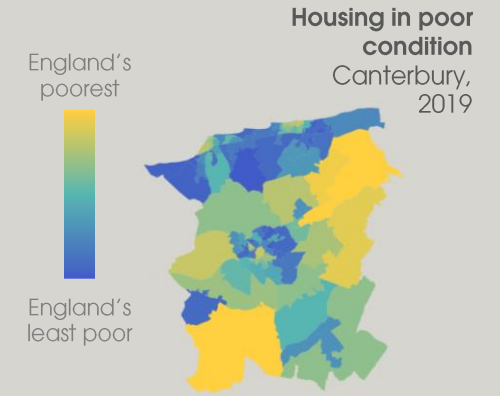 Housing in poor
condition
Canterbury,
2019
England's
poorest
England's
least poor